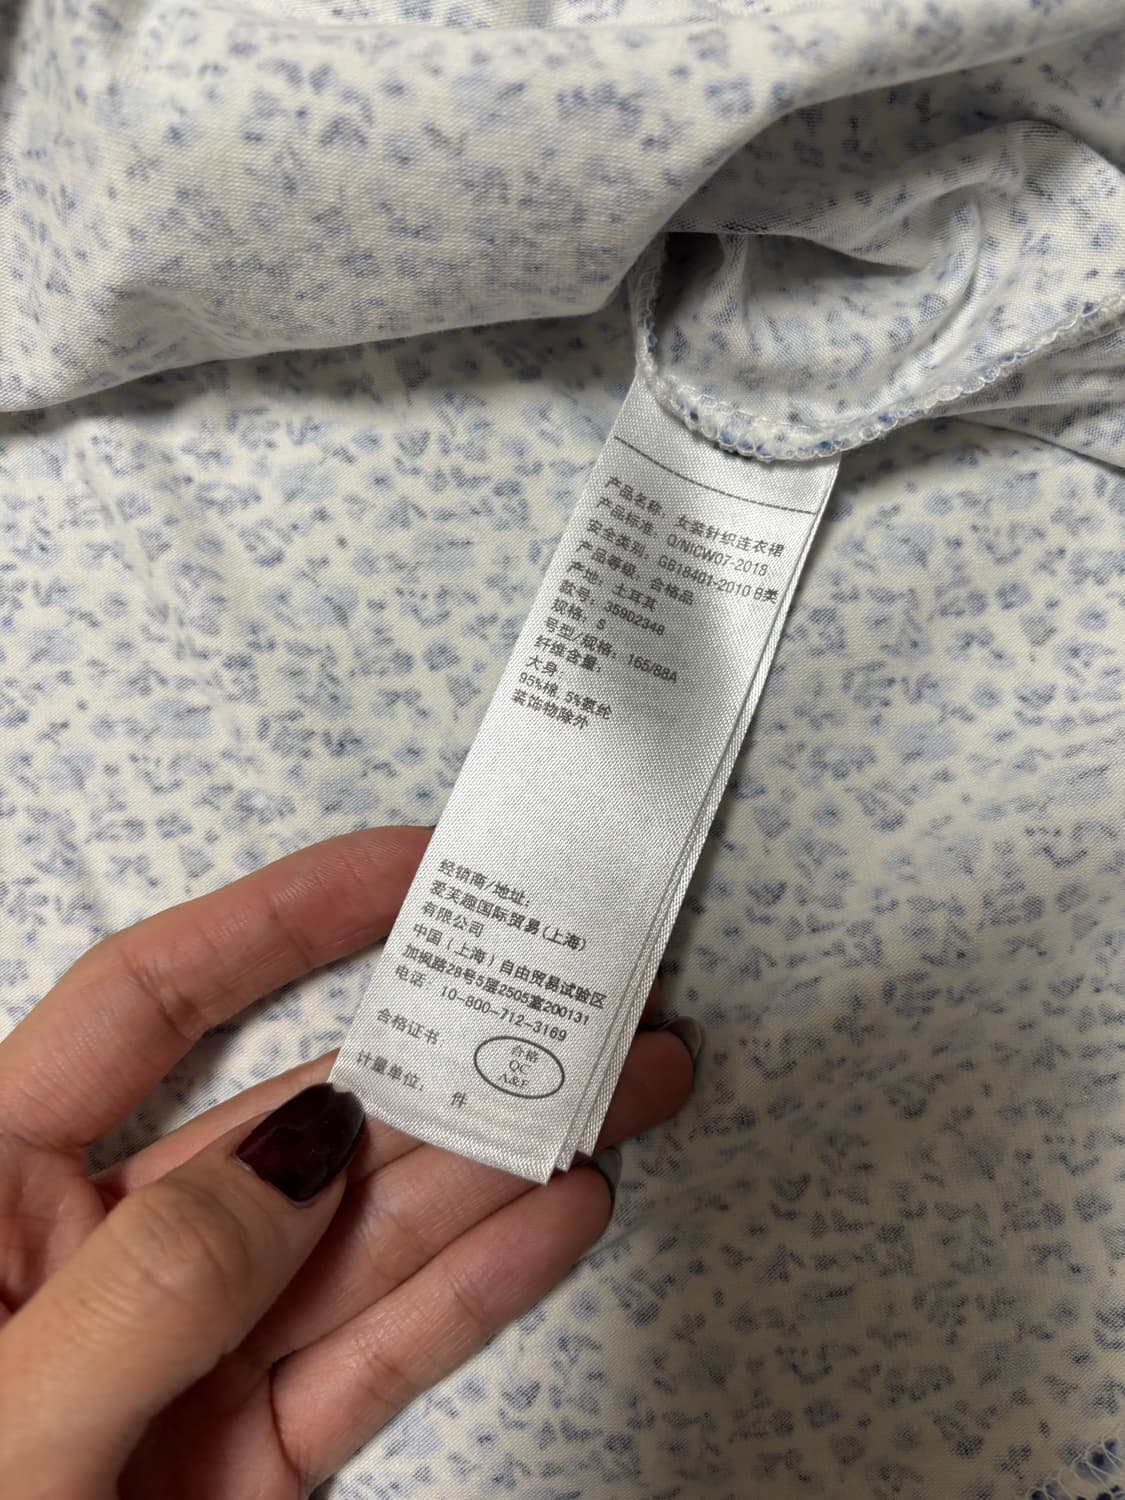 产品名称：女装针织连衣裙
产品标准：Q/NICW07-2018
安全类别：GB18401-2010 B类
产品等级：合格品
产地：土耳其
款号：359D2348
规格：S
号型/规格：165/88A
纤维含量：
大身：
95%棉 5%氨纶
装饰物除外
经销商/地址：
爱芙趣国际贸易(上海)
有限公司
中国（上海）自由贸易试验区
加枫路28号5层2505室200131
电话：10-800-712-3169
合格证书：
合格
QC
A&F
计量单位：件